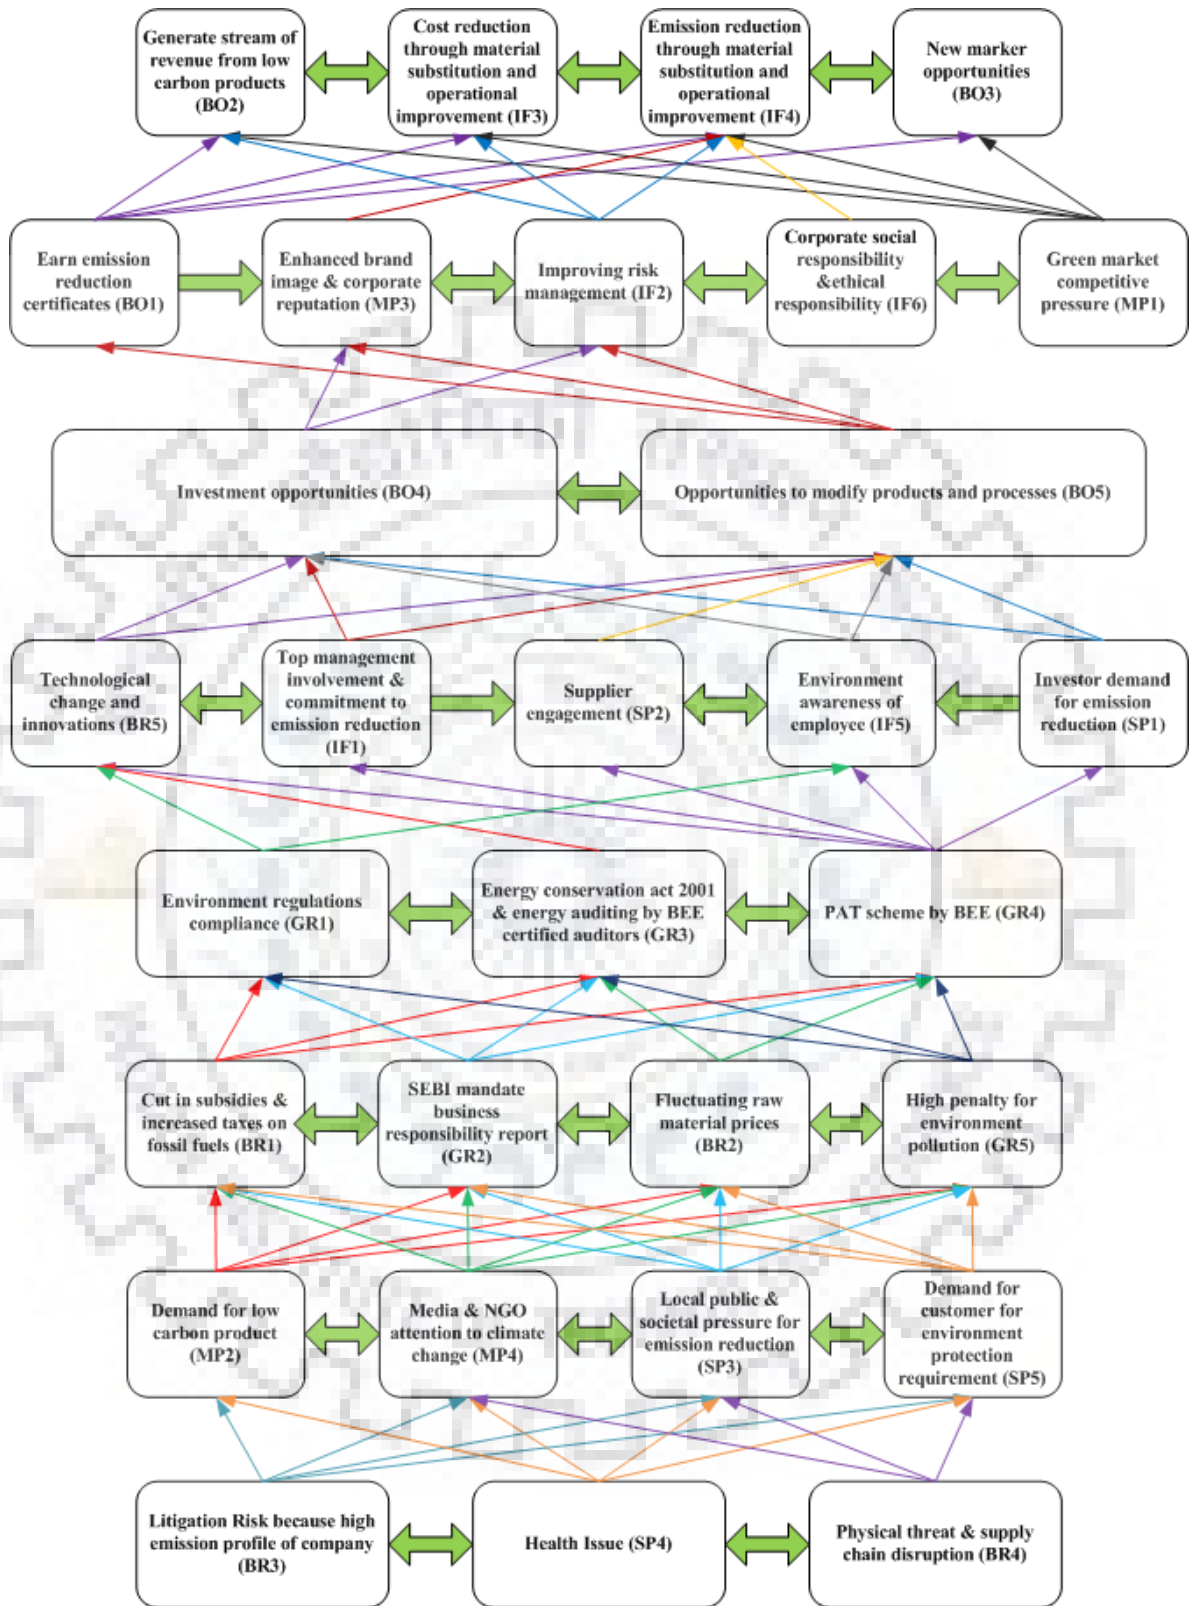 Generate stream of
revenue from low
carbon products
(BO2)
Cost reduction
through material
substitution and
operational
improvement (IF3)
Emission reduction
through material
substitution and
operational
improvement (IF4)
New marker
opportunities
(BO3)
Earn emission
reduction
certificates (BO1)
Enhanced brand
image & corporate
reputation (MP3)
Improving risk
management (IF2)
Corporate social
responsibility
&ethical
responsibility (IF6)
Green market
competitive
pressure (MP1)
Investment opportunities (BO4)
Opportunities to modify products and processes (BO5)
Technological
change and
innovations (BR5)
Top management
involvement &
commitment to
emission reduction
(IF1)
Supplier
engagement (SP2)
Environment
awareness of
employee (IF5)
Investor demand
for emission
reduction (SP1)
Environment regulations
compliance (GR1)
Energy conservation act 2001
& energy auditing by BEE
certified auditors (GR3)
PAT scheme by BEE (GR4)
Cut in subsidies &
increased taxes on
fossil fuels (BR1)
SEBI mandate
business
responsibility report
(GR2)
Fluctuating raw
material prices
(BR2)
High penalty for
environment
pollution (GR5)
Demand for low
carbon product
(MP2)
Media & NGO
attention to climate
change (MP4)
Local public &
societal pressure for
emission reduction
(SP3)
Demand for
customer for
environment
protection
requirement (SP5)
Litigation Risk because high
emission profile of company
(BR3)
Health Issue (SP4)
Physical threat & supply
chain disruption (BR4)